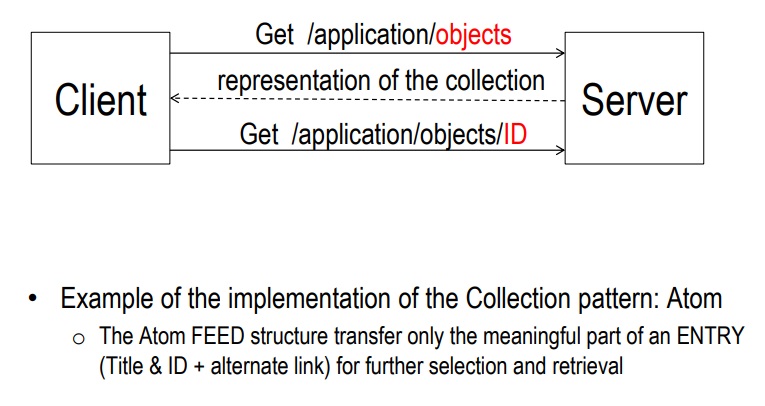 Get /application/objects
Client
representation of the collection
Server
Get /application/objects/ID
• Example of the implementation of the Collection pattern: Atom
o The Atom FEED structure transfer only the meaningful part of an ENTRY
(Title & ID + alternate link) for further selection and retrieval